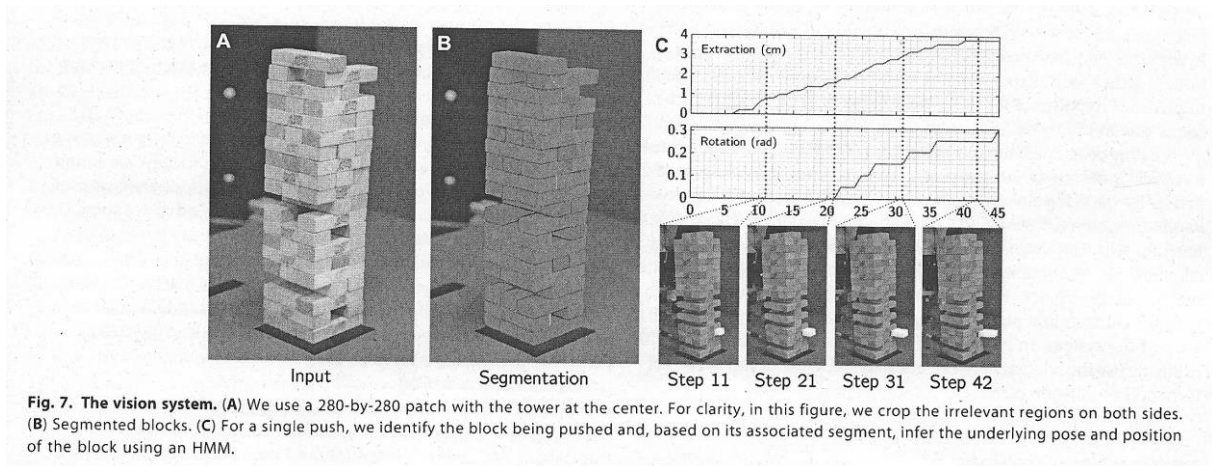 A
B
C
4
3
2
1
0
Extraction (cm)
0.3
0.2
0.1
0
Rotation (rad)
0 5 10 15 20 25 30 35 40 45
Input
Segmentation
Step 11
Step 21
Step 31
Step 42
Fig. 7. The vision system. (A) We use a 280-by-280 patch with the tower at the center. For clarity, in this figure, we crop the irrelevant regions on both sides.
(B) Segmented blocks. (C) For a single push, we identify the block being pushed and, based on its associated segment, infer the underlying pose and position
of the block using an HMM.